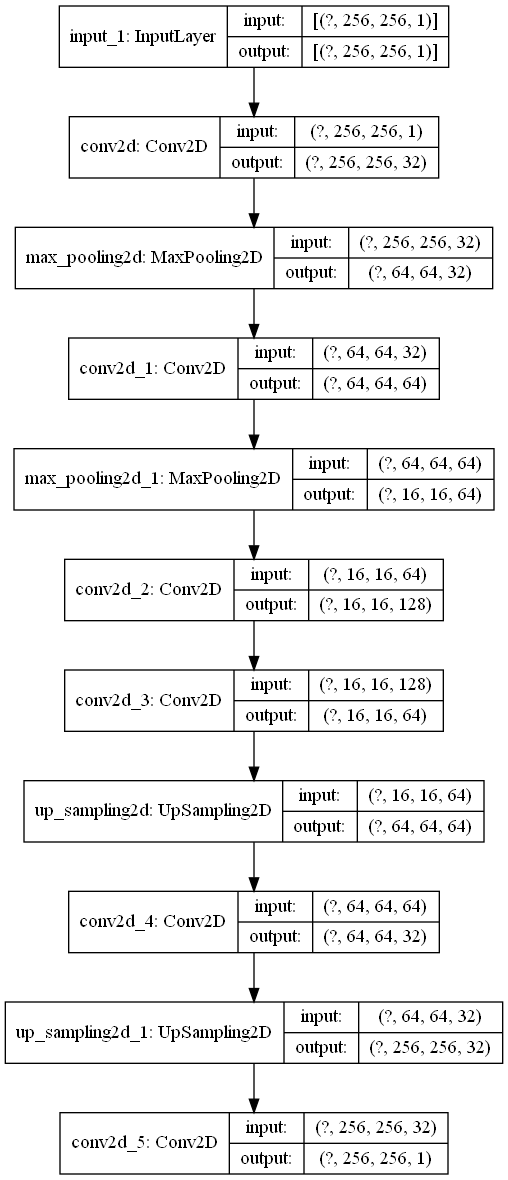 input_1: InputLayer
input: [(?, 256, 256, 1)]
output: [(?, 256, 256, 1)]
conv2d: Conv2D
input: (?, 256, 256, 1)
output: (?, 256, 256, 32)
max_pooling2d: MaxPooling2D
input: (?, 256, 256, 32)
output: (?, 64, 64, 32)
conv2d_1: Conv2D
input: (?, 64, 64, 32)
output: (?, 64, 64, 64)
max_pooling2d_1: MaxPooling2D
input: (?, 64, 64, 64)
output: (?, 16, 16, 64)
conv2d_2: Conv2D
input: (?, 16, 16, 64)
output: (?, 16, 16, 128)
conv2d_3: Conv2D
input: (?, 16, 16, 128)
output: (?, 16, 16, 64)
up_sampling2d: UpSampling2D
input: (?, 16, 16, 64)
output: (?, 64, 64, 64)
conv2d_4: Conv2D
input: (?, 64, 64, 64)
output: (?, 64, 64, 32)
up_sampling2d_1: UpSampling2D
input: (?, 64, 64, 32)
output: (?, 256, 256, 32)
conv2d_5: Conv2D
input: (?, 256, 256, 32)
output: (?, 256, 256, 1)